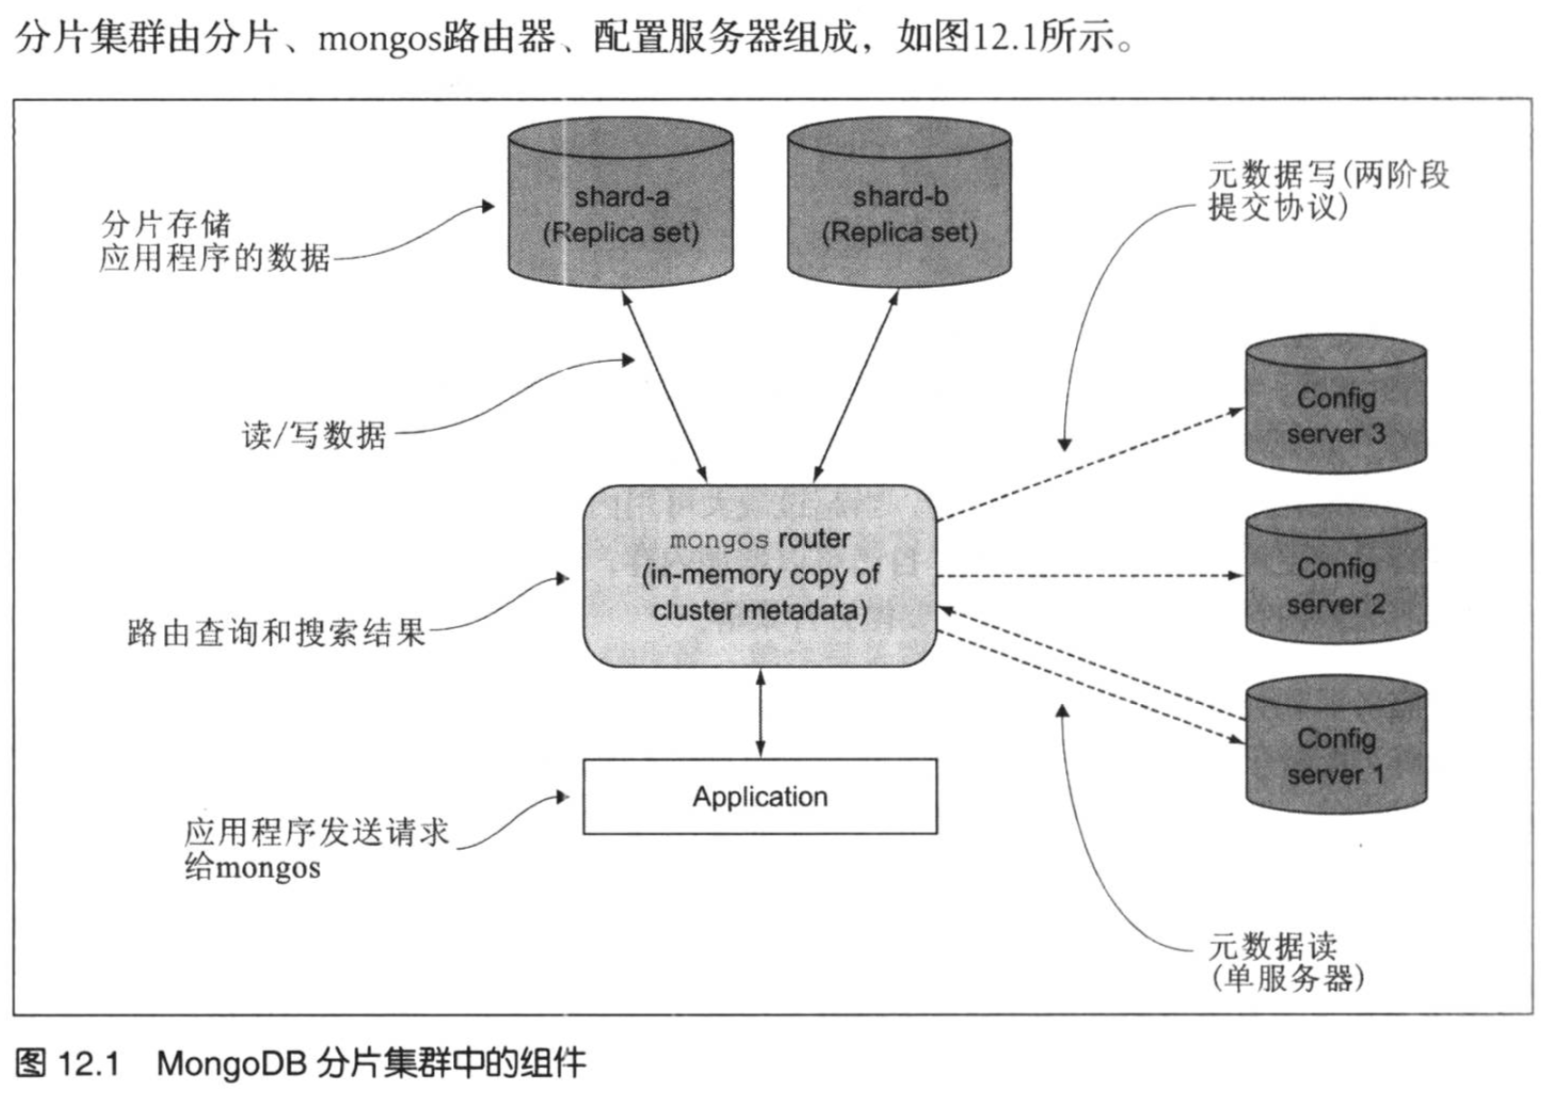 分片集群由分片、mongos路由器、配置服务器组成，如图12.1所示。
shard-a
(Replica set)
shard-b
(Replica set)
元数据写(两阶段
提交协议)
分片存储
应用程序的数据
Config
server 3
读/写数据
mongos router
(in-memory copy of
cluster metadata)
Config
server 2
路由查询和搜索结果
Config
server 1
Application
应用程序发送请求
给mongos
元数据读
(单服务器)
图 12.1 MongoDB 分片集群中的组件